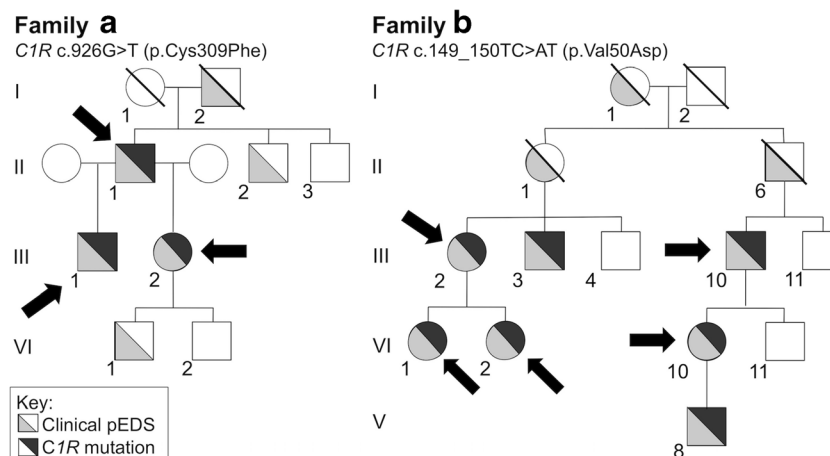 Family a
C1R c.926G>T (p.Cys309Phe)
I
1 2
II
1 2 3
III
1 2
VI
1 2
Key:
Clinical pEDS
C1R mutation
Family b
C1R c.149_150TC>AT (p.Val50Asp)
I
1 2
II
1 6
III
2 3 4 10 11
VI
1 2 10 11
V
8